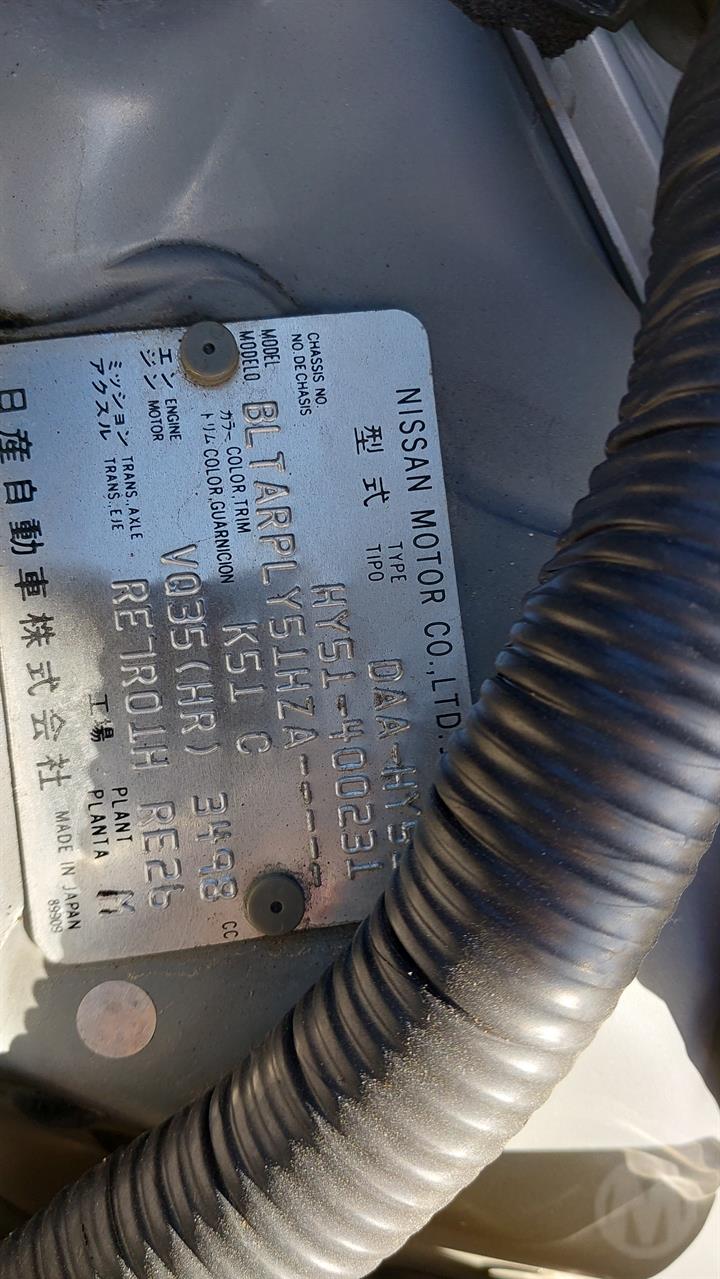 NISSAN MOTOR CO.,LTD.
型式 TYPE TIPO DAA-HY5
CHASSIS NO.
NO.DE CHASIS HY51-400231
MODEL
MODELO BLTARPLY51HZA-----
カラー COLOR,TRIM
トリム COLOR,GUARNICION K51 C
エンジン ENGINE
MOTOR VQ35(HR) 3498 CC
ミッション TRANS.,AXLE
アクスル TRANS.,EJE RE7R01H RE26
工場 PLANT
PLANTA M
日産自動車株式会社 MADE IN JAPAN
89909
M